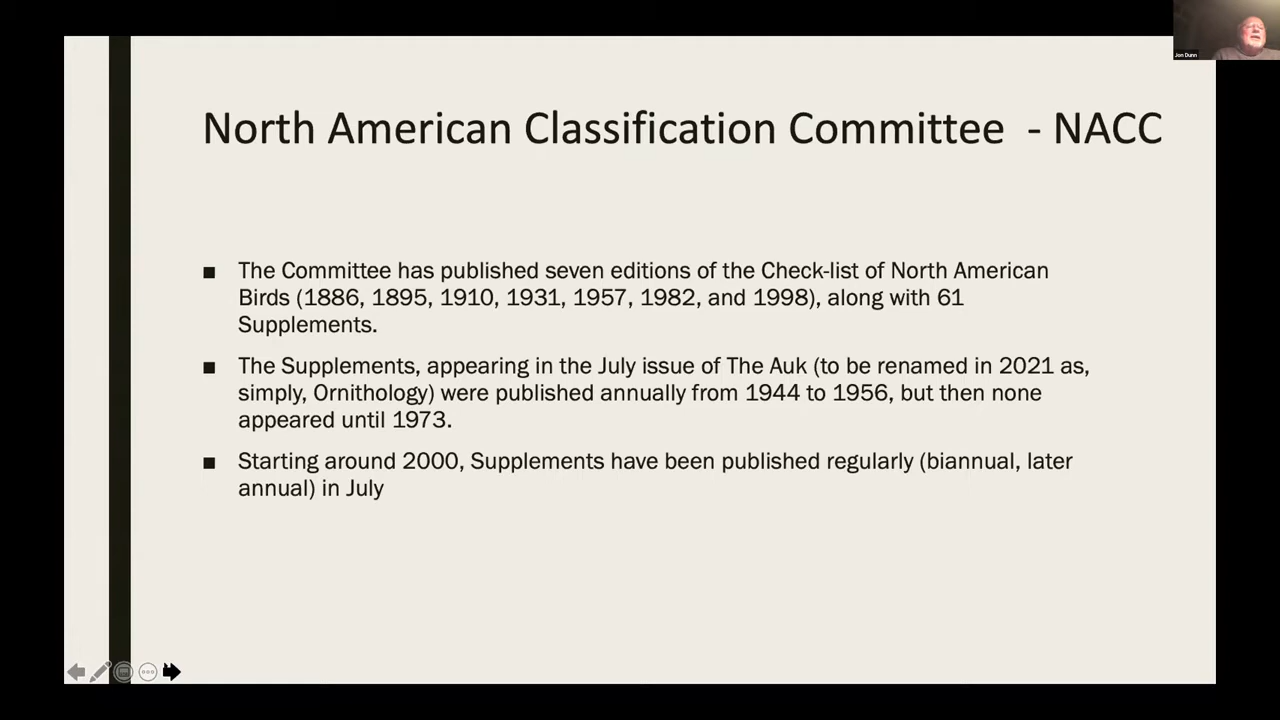 Jon Dunn
North American Classification Committee - NACC
■ The Committee has published seven editions of the Check-list of North American
Birds (1886, 1895, 1910, 1931, 1957, 1982, and 1998), along with 61
Supplements.
■ The Supplements, appearing in the July issue of The Auk (to be renamed in 2021 as,
simply, Ornithology) were published annually from 1944 to 1956, but then none
appeared until 1973.
■ Starting around 2000, Supplements have been published regularly (biannual, later
annual) in July